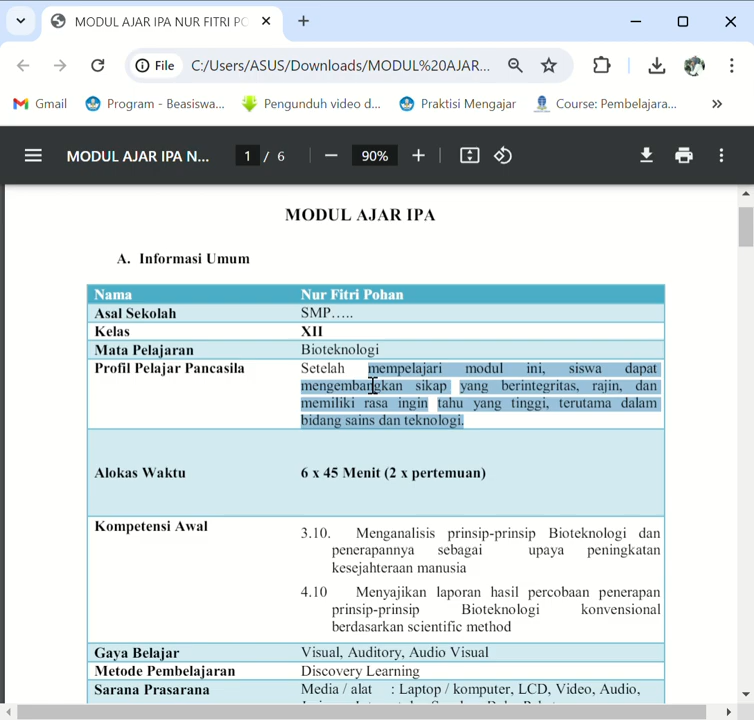 MODUL AJAR IPA NUR FITRI PO
File C:/Users/ASUS/Downloads/MODUL%20AJAR...
Gmail Program - Beasiswa... Pengunduh video d... Praktisi Mengajar Course: Pembelajara...
MODUL AJAR IPA N... 1 / 6 90%
MODUL AJAR IPA
A. Informasi Umum
Nama Nur Fitri Pohan
Asal Sekolah SMP…..
Kelas XII
Mata Pelajaran Bioteknologi
Profil Pelajar Pancasila Setelah mempelajari modul ini, siswa dapat
mengembangkan sikap yang berintegritas, rajin, dan
memiliki rasa ingin tahu yang tinggi, terutama dalam
bidang sains dan teknologi.
Alokas Waktu 6 x 45 Menit (2 x pertemuan)
Kompetensi Awal
3.10. Menganalisis prinsip-prinsip Bioteknologi dan
penerapannya sebagai upaya peningkatan
kesejahteraan manusia
4.10 Menyajikan laporan hasil percobaan penerapan
prinsip-prinsip Bioteknologi konvensional
berdasarkan scientific method
Gaya Belajar Visual, Auditory, Audio Visual
Metode Pembelajaran Discovery Learning
Sarana Prasarana Media / alat : Laptop / komputer, LCD, Video, Audio,